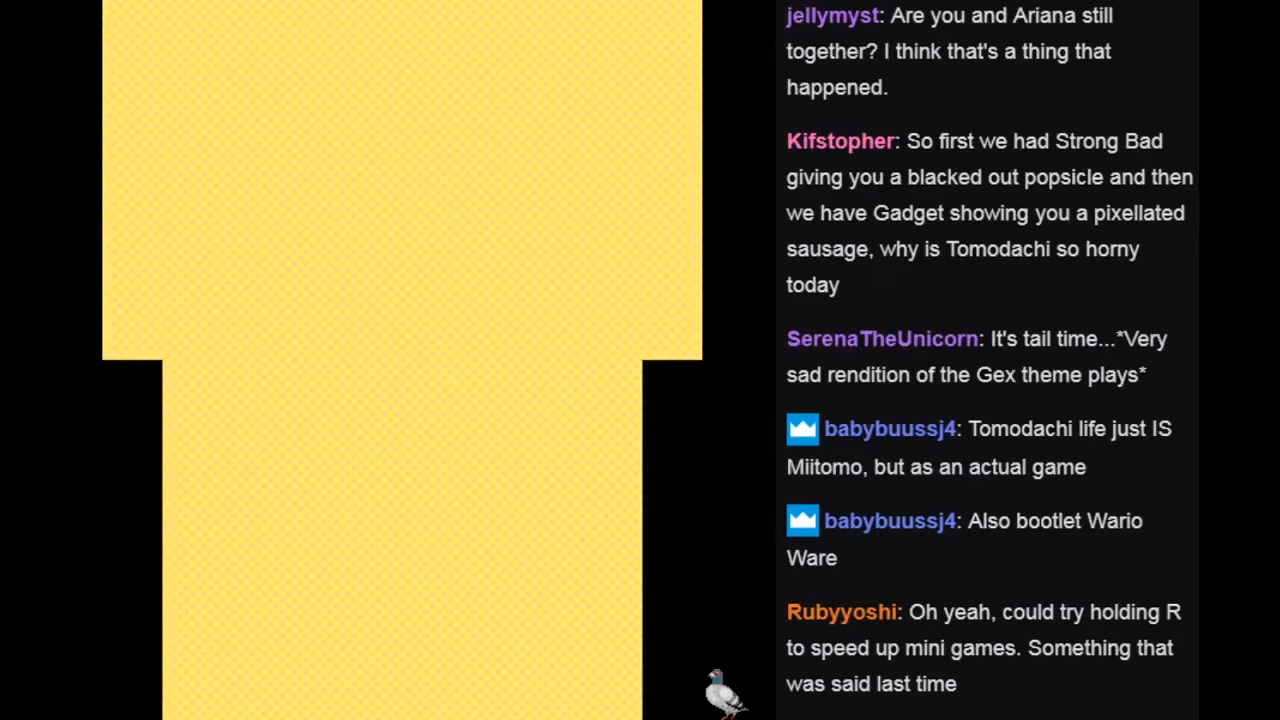 jellymyst: Are you and Ariana still
together? I think that's a thing that
happened.
Kifstopher: So first we had Strong Bad
giving you a blacked out popsicle and then
we have Gadget showing you a pixellated
sausage, why is Tomodachi so horny
today
SerenaTheUnicorn: It's tail time...*Very
sad rendition of the Gex theme plays*
babybuussj4: Tomodachi life just IS
Miitomo, but as an actual game
babybuussj4: Also bootlet Wario
Ware
Rubyyoshi: Oh yeah, could try holding R
to speed up mini games. Something that
was said last time